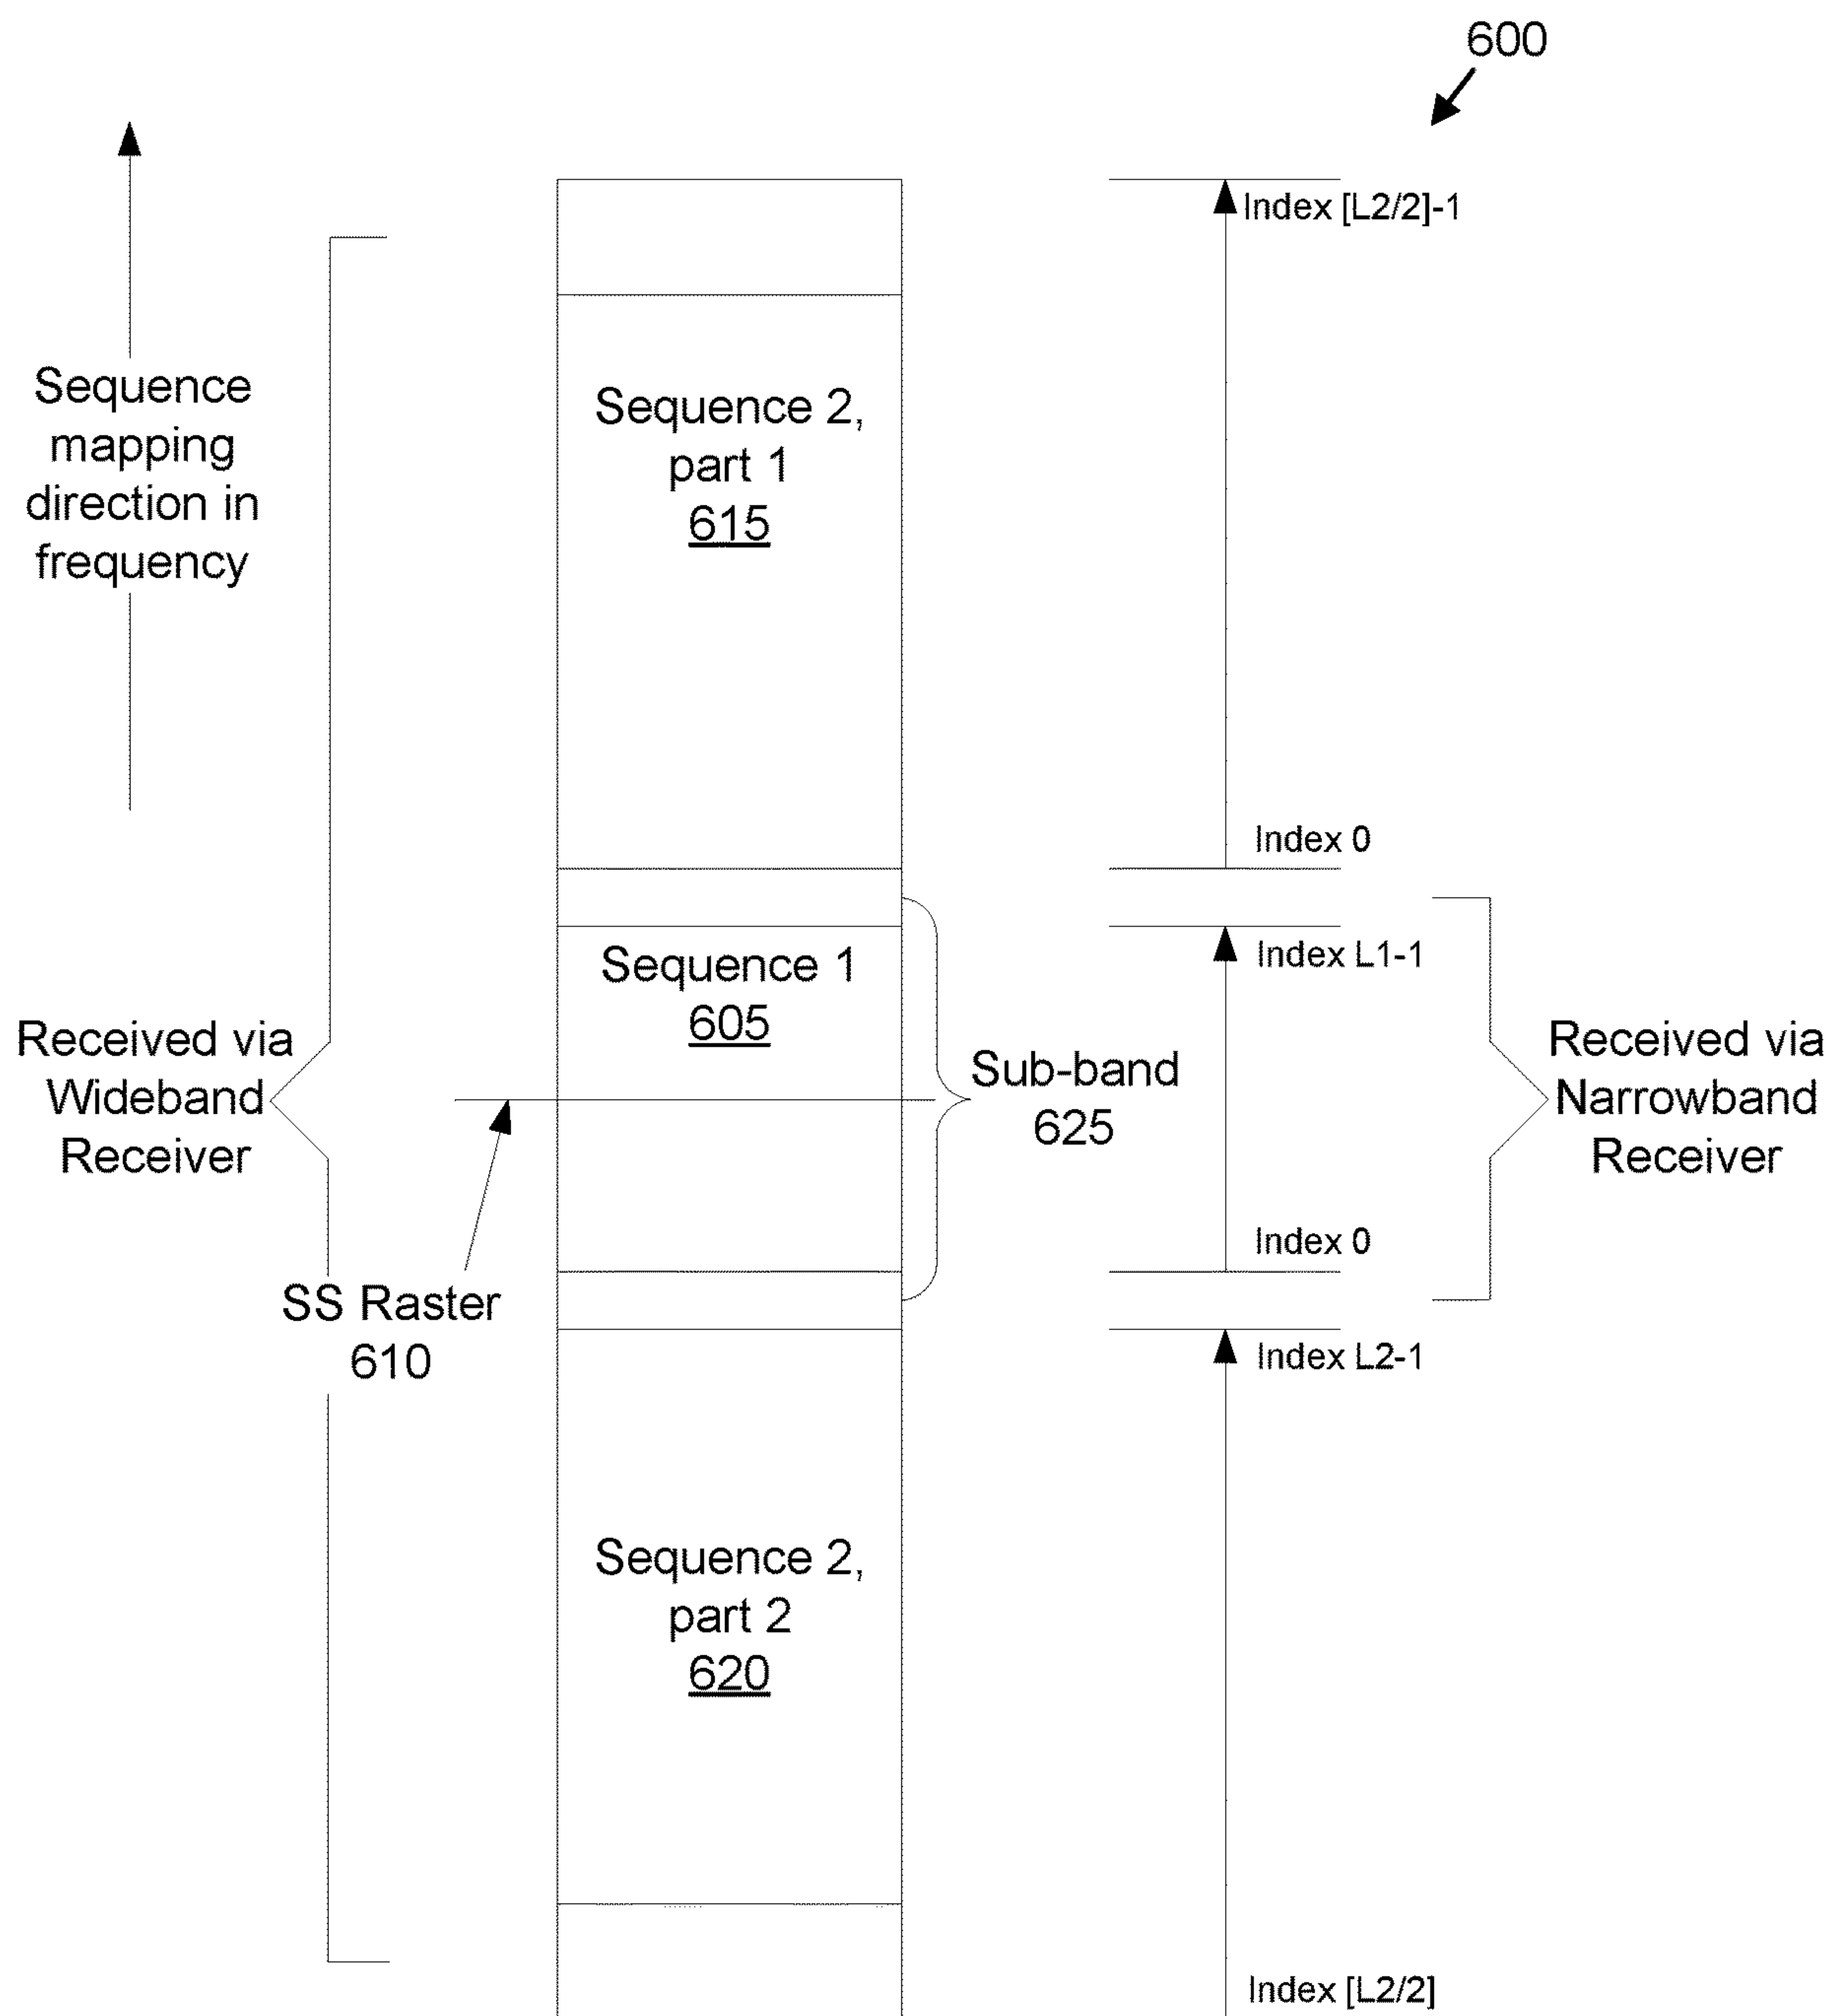 600
Index [L2/2]-1
Sequence
mapping
direction in
frequency
Sequence 2,
part 1
615
Index 0
Sequence 1
605
Index L1-1
Received via
Wideband
Receiver
Sub-band
625
Received via
Narrowband
Receiver
Index 0
SS Raster
610
Index L2-1
Sequence 2,
part 2
620
Index [L2/2]